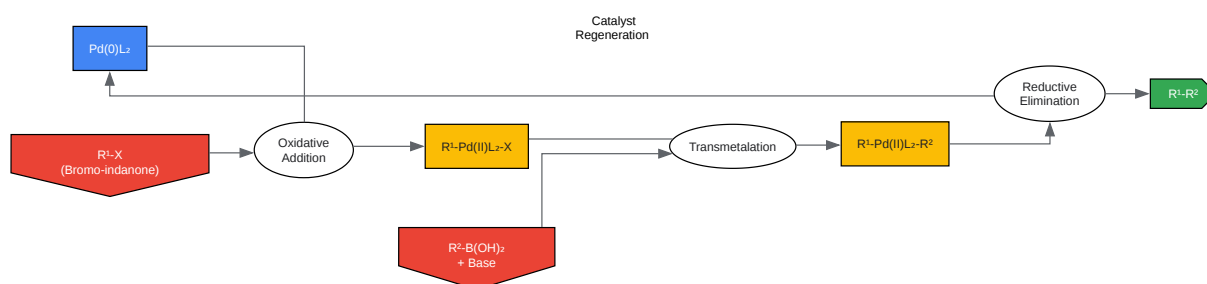 Catalyst
Regeneration
Pd(0)L₂
Reductive
Elimination
R¹-R²
Oxidative
Addition
R¹-Pd(II)L₂-X
Transmetalation
R¹-Pd(II)L₂-R²
R¹-X
(Bromo-indanone)
R²-B(OH)₂
+ Base